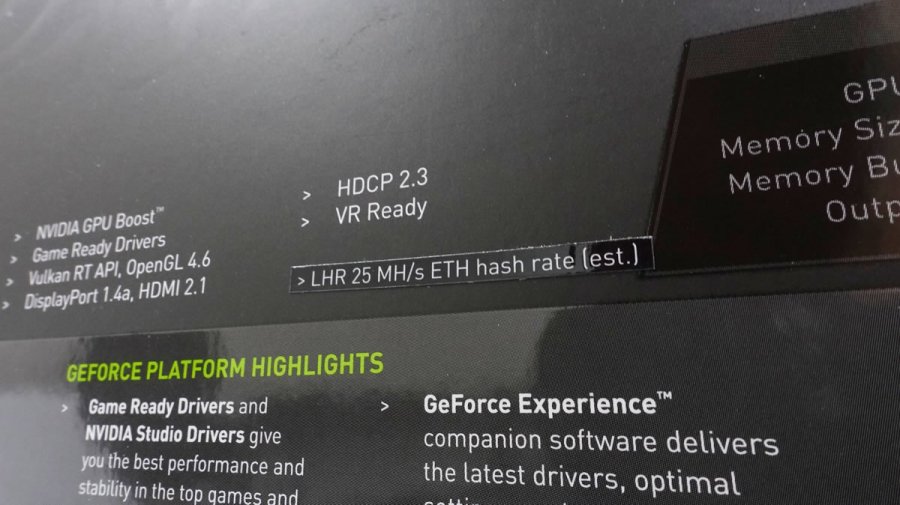 > NVIDIA GPU Boost™
> Game Ready Drivers
> Vulkan RT API, OpenGL 4.6
> DisplayPort 1.4a, HDMI 2.1
> HDCP 2.3
> VR Ready
> LHR 25 MH/s ETH hash rate (est.)
GPU
Memory Siz
Memory Bu
Outp
GEFORCE PLATFORM HIGHLIGHTS
> Game Ready Drivers and
NVIDIA Studio Drivers give
you the best performance and
stability in the top games and
> GeForce Experience™
companion software delivers
the latest drivers, optimal